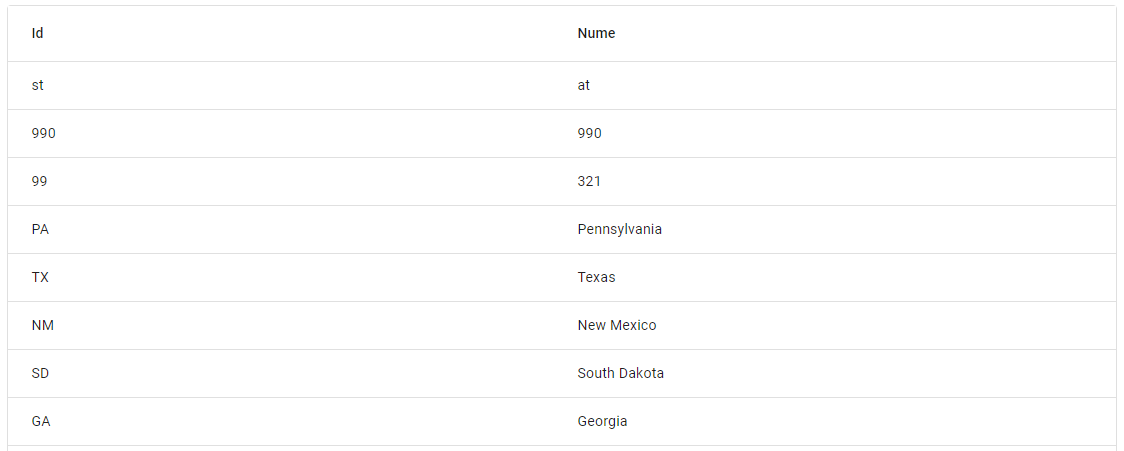 Id Nume
st at
990 990
99 321
PA Pennsylvania
TX Texas
NM New Mexico
SD South Dakota
GA Georgia